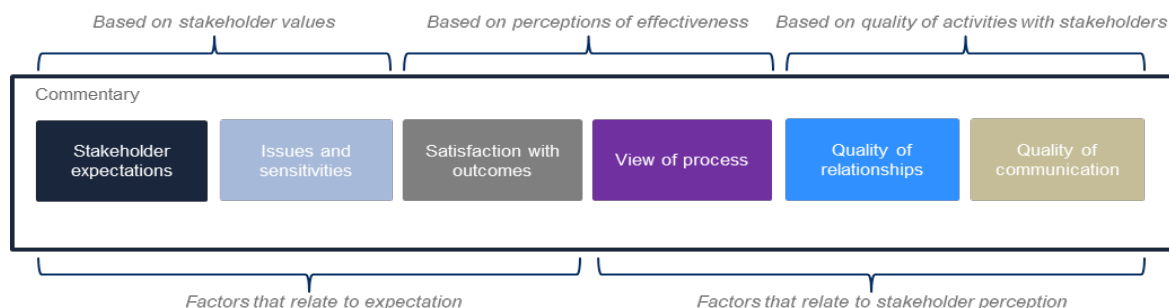 Based on stakeholder values
Based on perceptions of effectiveness
Based on quality of activities with stakeholders
Commentary
Stakeholder
expectations
Issues and
sensitivities
Satisfaction with
outcomes
View of process
Quality of
relationships
Quality of
communication
Factors that relate to expectation
Factors that relate to stakeholder perception